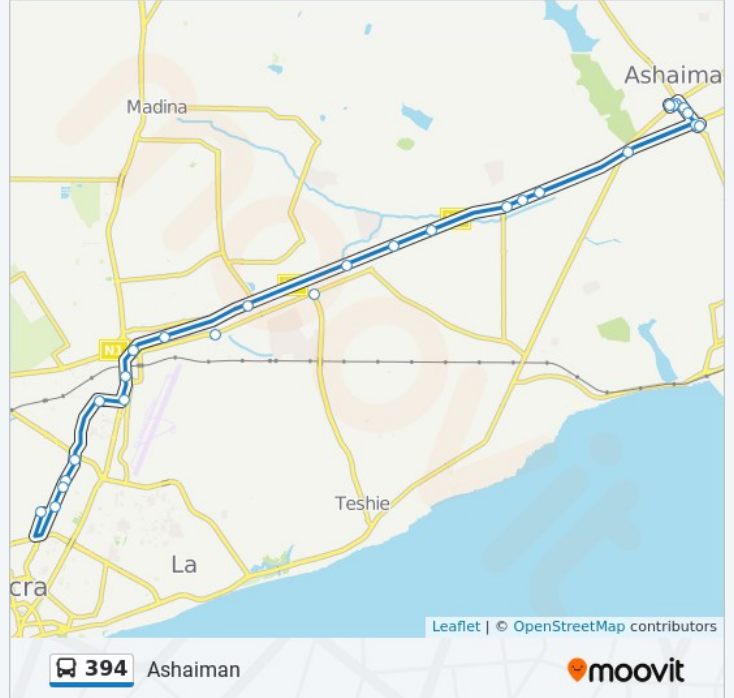 Ashaima
Madina
N1
Teshie
La
cra
Leaflet | © OpenStreetMap contributors
394 Ashaiman
moovit